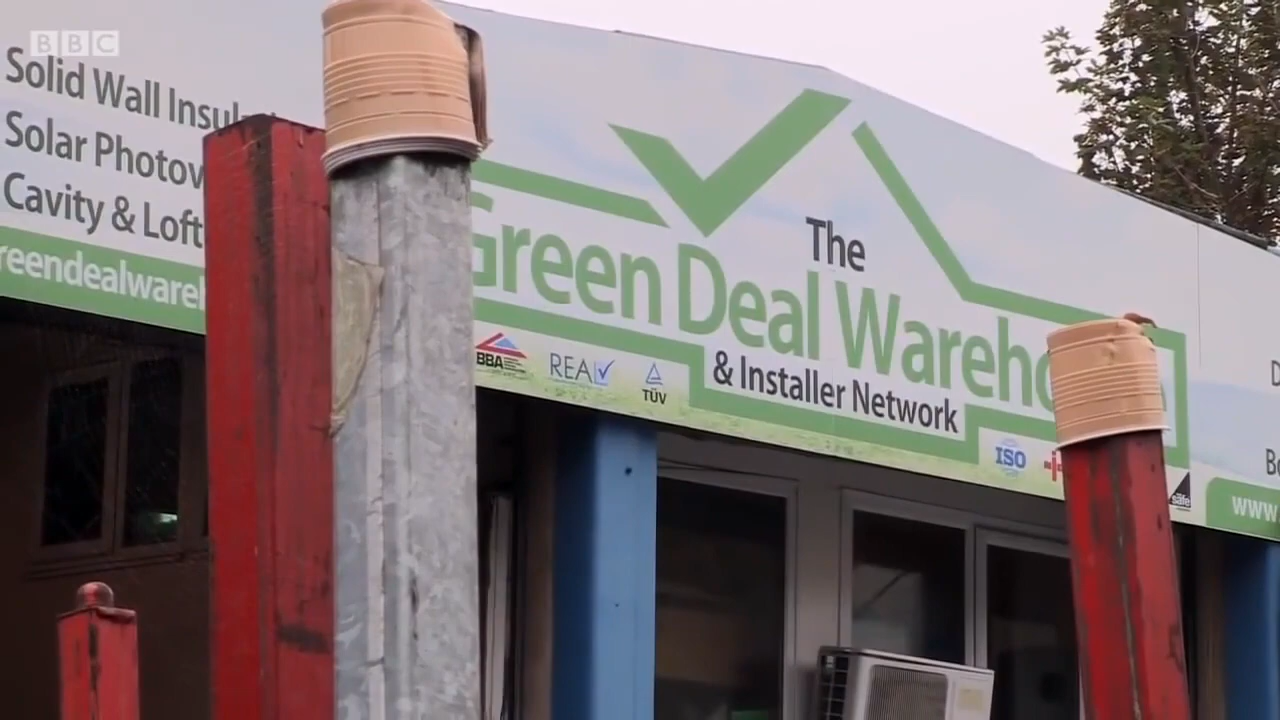 BBC
Solid Wall Insul
Solar Photov
Cavity & Loft
reendealwareh
The
Green Deal Wareho
& Installer Network
BBA
REAL
TÜV
ISO
safe
www.